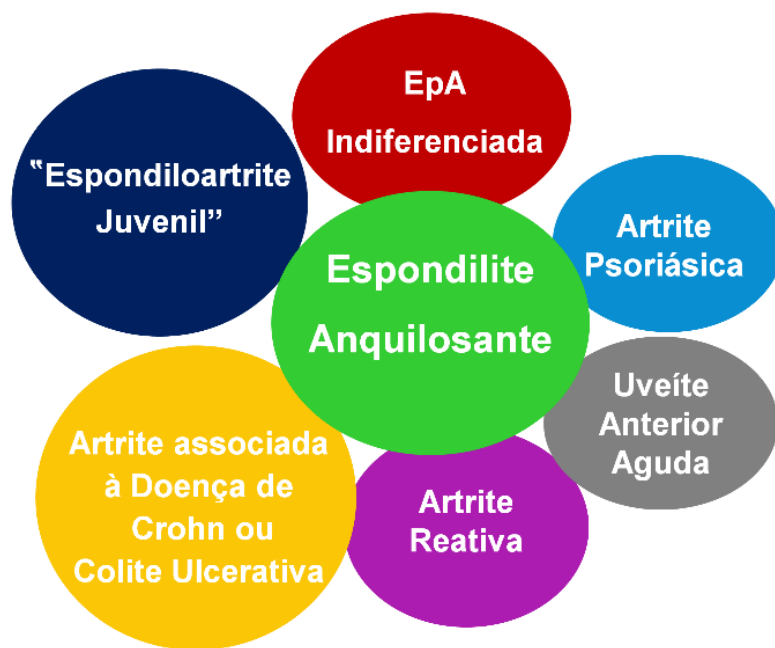 EpA
Indiferenciada
"Espondiloartrite
Juvenil”
Artrite
Psoriásica
Espondilite
Anquilosante
Uveíte
Anterior
Aguda
Artrite associada
à Doença de
Crohn ou
Colite Ulcerativa
Artrite
Reativa